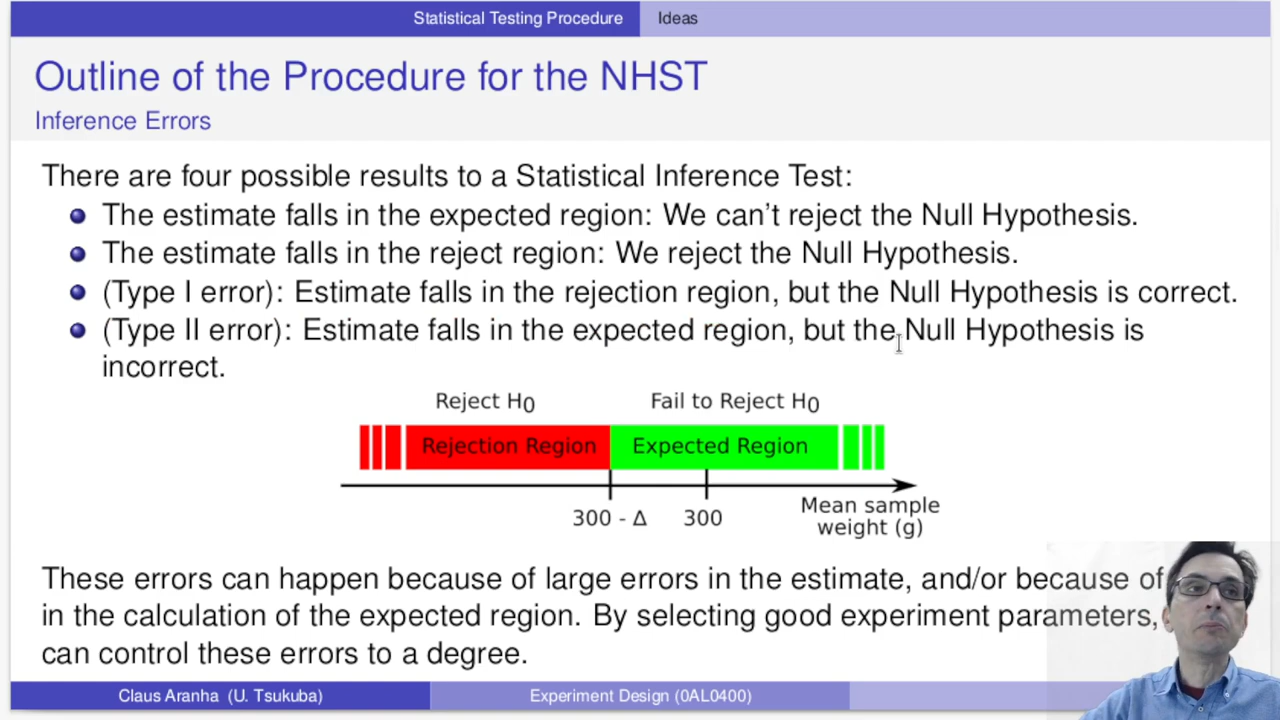 Statistical Testing Procedure Ideas
Outline of the Procedure for the NHST
Inference Errors
There are four possible results to a Statistical Inference Test:
The estimate falls in the expected region: We can't reject the Null Hypothesis.
The estimate falls in the reject region: We reject the Null Hypothesis.
(Type I error): Estimate falls in the rejection region, but the Null Hypothesis is correct.
(Type II error): Estimate falls in the expected region, but the Null Hypothesis is
incorrect.
Reject H0 Fail to Reject H0
Rejection Region Expected Region
300 - Δ 300 Mean sample
weight (g)
These errors can happen because of large errors in the estimate, and/or because of
in the calculation of the expected region. By selecting good experiment parameters,
can control these errors to a degree.
Claus Aranha (U. Tsukuba) Experiment Design (0AL0400)